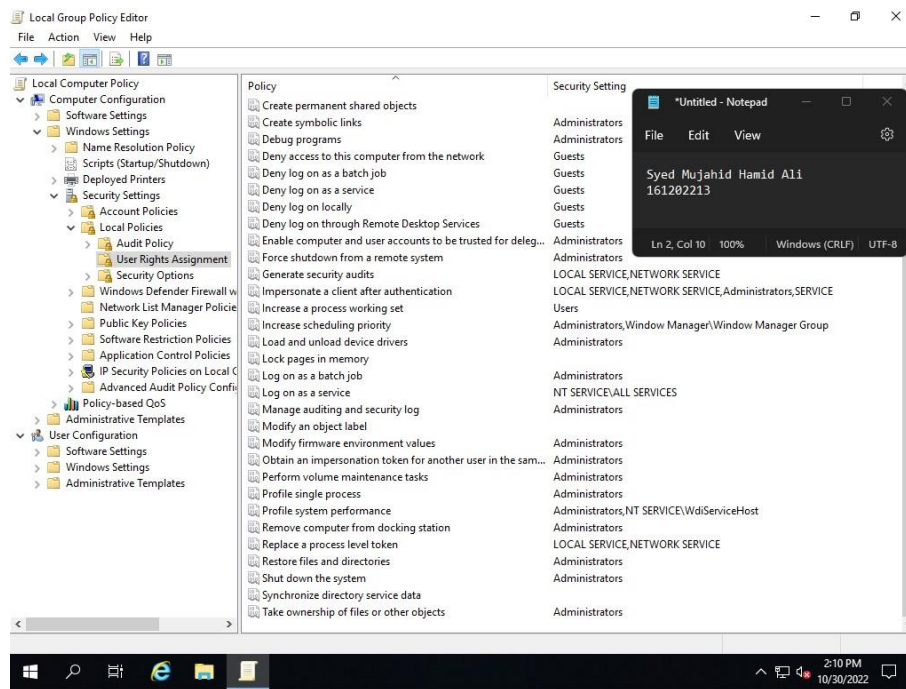 Local Group Policy Editor
File Action View Help
Local Computer Policy
Computer Configuration
Software Settings
Windows Settings
Name Resolution Policy
Scripts (Startup/Shutdown)
Deployed Printers
Security Settings
Account Policies
Local Policies
Audit Policy
User Rights Assignment
Security Options
Windows Defender Firewall w
Network List Manager Policie
Public Key Policies
Software Restriction Policies
Application Control Policies
IP Security Policies on Local C
Advanced Audit Policy Config
Policy-based QoS
Administrative Templates
User Configuration
Software Settings
Windows Settings
Administrative Templates
Policy Security Setting
Create permanent shared objects
Create symbolic links Administrators
Debug programs Administrators
Deny access to this computer from the network Guests
Deny log on as a batch job Guests
Deny log on as a service Guests
Deny log on locally Guests
Deny log on through Remote Desktop Services Guests
Enable computer and user accounts to be trusted for deleg... Administrators
Force shutdown from a remote system Administrators
Generate security audits LOCAL SERVICE,NETWORK SERVICE
Impersonate a client after authentication LOCAL SERVICE,NETWORK SERVICE,Administrators,SERVICE
Increase a process working set Users
Increase scheduling priority Administrators,Window Manager\Window Manager Group
Load and unload device drivers Administrators
Lock pages in memory
Log on as a batch job Administrators
Log on as a service NT SERVICE\ALL SERVICES
Manage auditing and security log Administrators
Modify an object label
Modify firmware environment values Administrators
Obtain an impersonation token for another user in the sam... Administrators
Perform volume maintenance tasks Administrators
Profile single process Administrators
Profile system performance Administrators,NT SERVICE\WdiServiceHost
Remove computer from docking station Administrators
Replace a process level token LOCAL SERVICE,NETWORK SERVICE
Restore files and directories Administrators
Shut down the system Administrators
Synchronize directory service data
Take ownership of files or other objects Administrators
*Untitled - Notepad
File Edit View
Syed Mujahid Hamid Ali
161202213
Ln 2, Col 10 100% Windows (CRLF) UTF-8
2:10 PM
10/30/2022